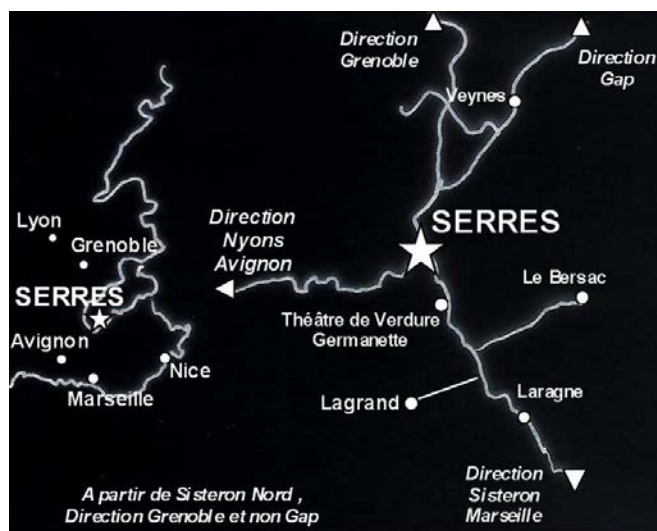 Direction
Grenoble
Direction
Gap
Veynes
Lyon
Grenoble
SERRES
Avignon
Marseille
Nice
Direction
Nyons
Avignon
SERRES
Le Bersac
Théâtre de Verdure
Germanette
Lagrand
Laragne
Direction
Sisteron
Marseille
A partir de Sisteron Nord ,
Direction Grenoble et non Gap